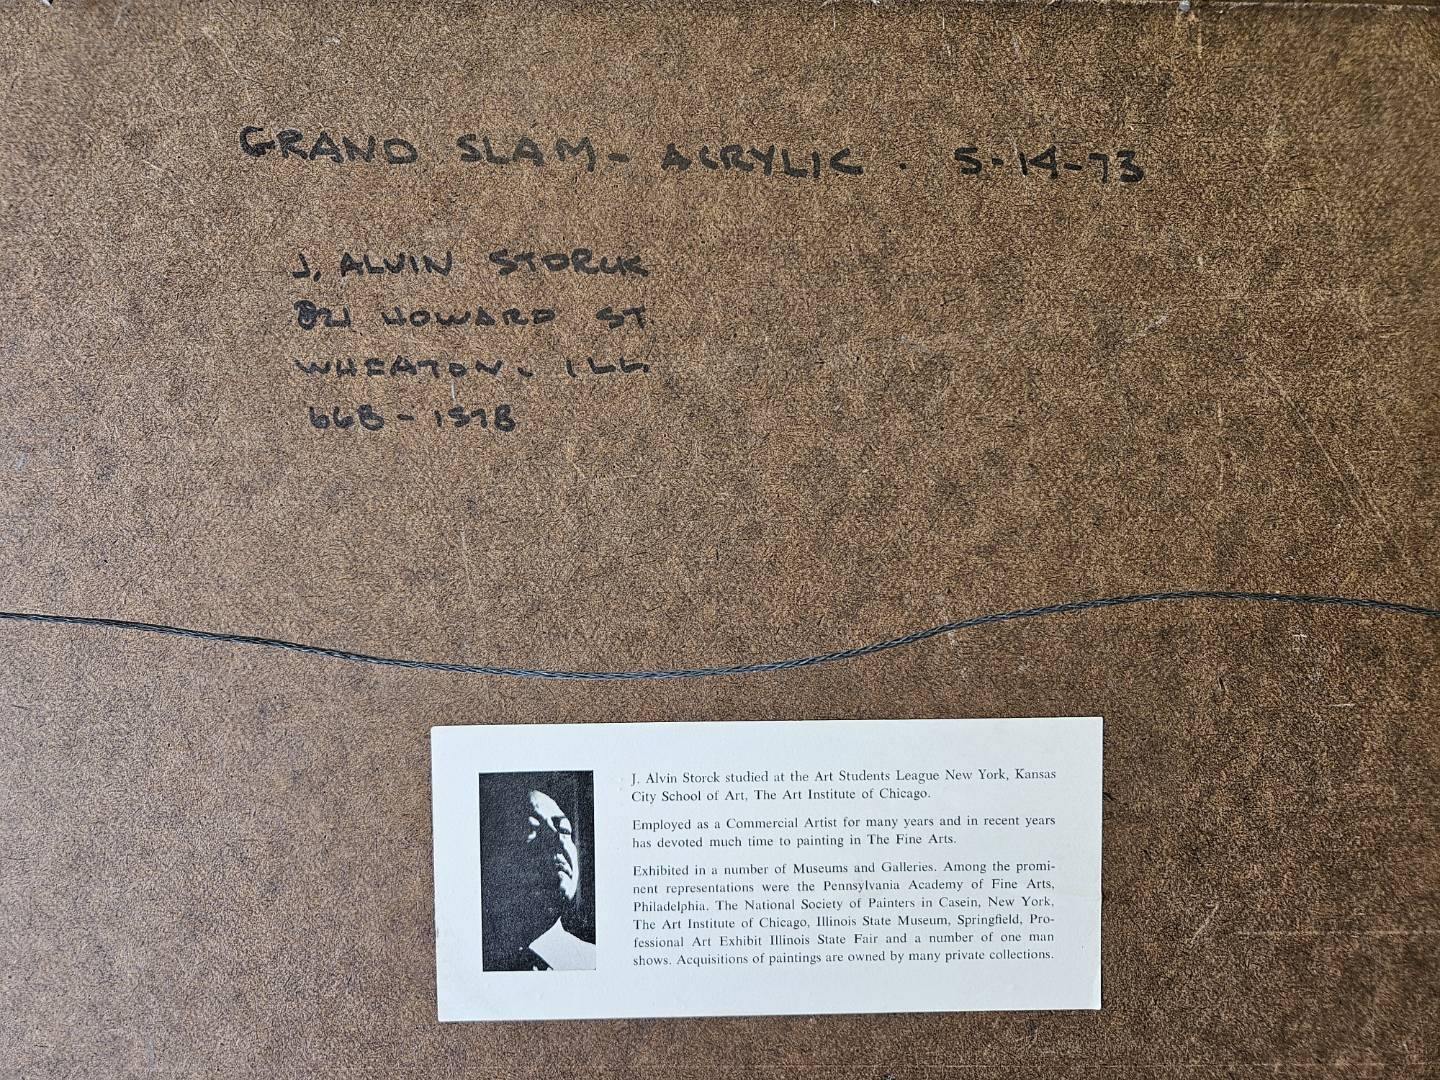 GRAND SLAM - ACRYLIC . 5-14-73
J. ALVIN STORCK
HOWARD ST.
WHEATON, ILL
668-1578
J. Alvin Storck studied at the Art Students League New York, Kansas
City School of Art, The Art Institute of Chicago.
Employed as a Commercial Artist for many years and in recent years
has devoted much time to painting in The Fine Arts.
Exhibited in a number of Museums and Galleries. Among the promi-
nent representations were the Pennsylvania Academy of Fine Arts,
Philadelphia. The National Society of Painters in Casein, New York,
The Art Institute of Chicago, Illinois State Museum, Springfield, Pro-
fessional Art Exhibit Illinois State Fair and a number of one man
shows. Acquisitions of paintings are owned by many private collections.